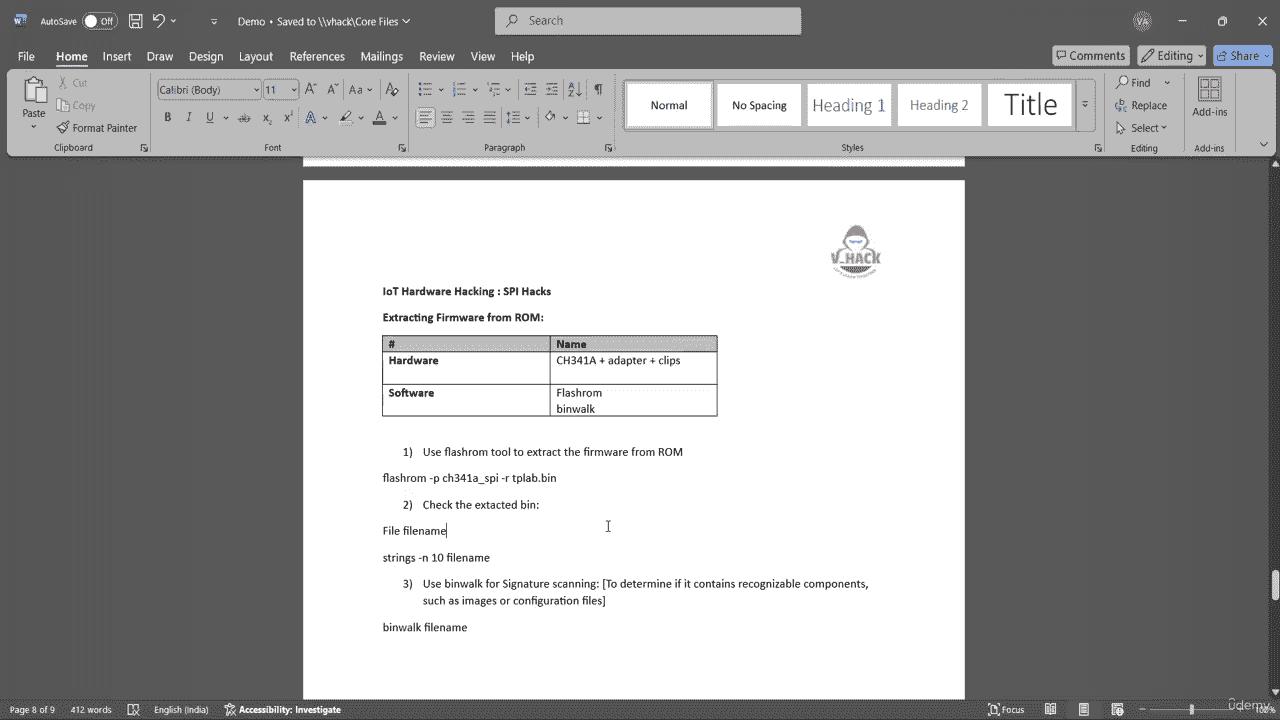 AutoSave Off Demo • Saved to \\vhack\Core Files Search
File Home Insert Draw Design Layout References Mailings Review View Help Comments Editing Share
Paste Cut Copy Format Painter Clipboard
Calibri (Body) 11 Font
Paragraph
Normal No Spacing Heading 1 Heading 2 Title Styles
Find Replace Select Editing
Add-ins Add-ins
V_HACK
IoT Hardware Hacking : SPI Hacks
Extracting Firmware from ROM:
# Name
Hardware CH341A + adapter + clips
Software Flashrom
binwalk
1) Use flashrom tool to extract the firmware from ROM
flashrom -p ch341a_spi -r tplab.bin
2) Check the extacted bin:
File filename
strings -n 10 filename
3) Use binwalk for Signature scanning: [To determine if it contains recognizable components,
such as images or configuration files]
binwalk filename
Page 8 of 9 412 words English (India) Accessibility: Investigate Focus